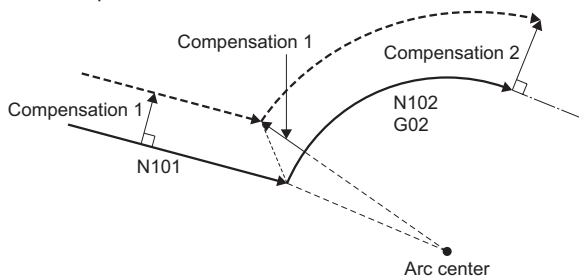 Compensation 1
Compensation 2
Compensation 1
N102
G02
N101
Arc center